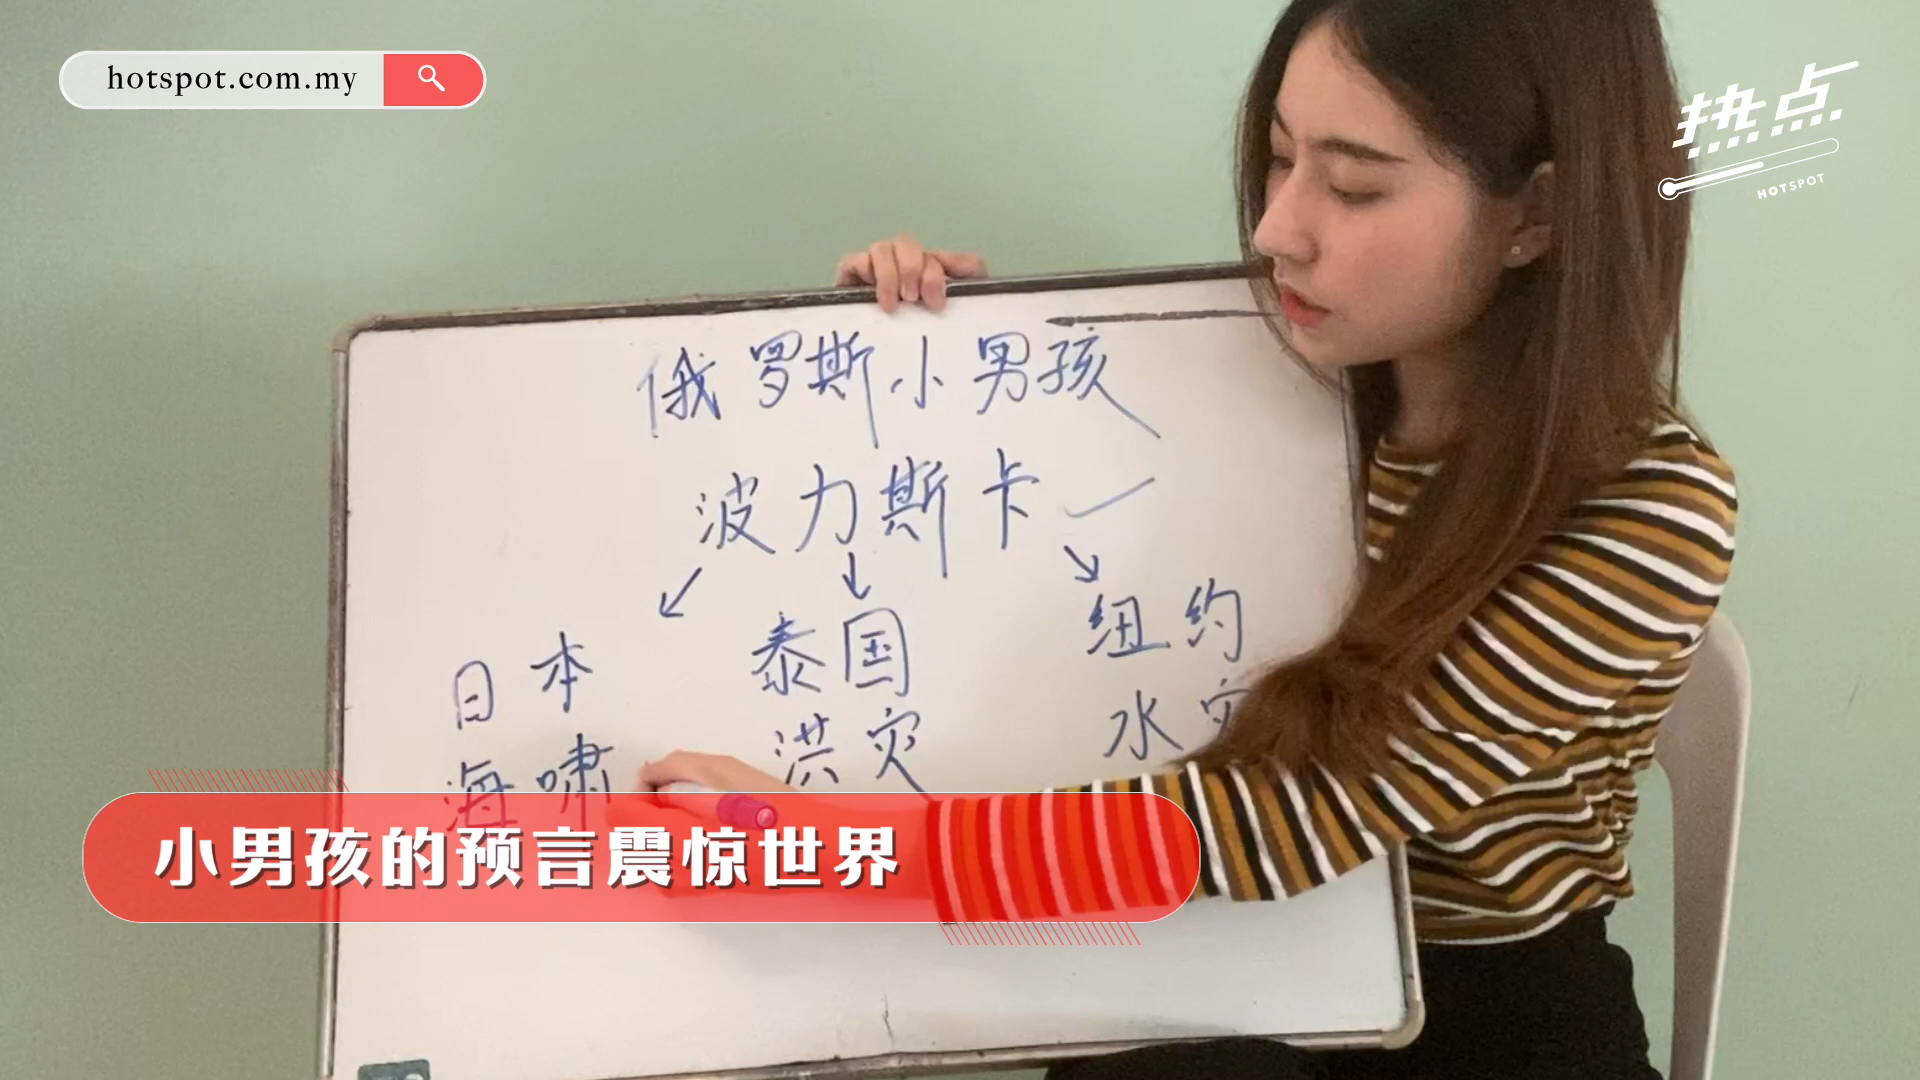 hotspot.com.my
热点
HOTSPOT
俄罗斯小男孩
波力斯卡
日本 泰国 纽约
海啸 洪灾 水灾
小男孩的预言震惊世界